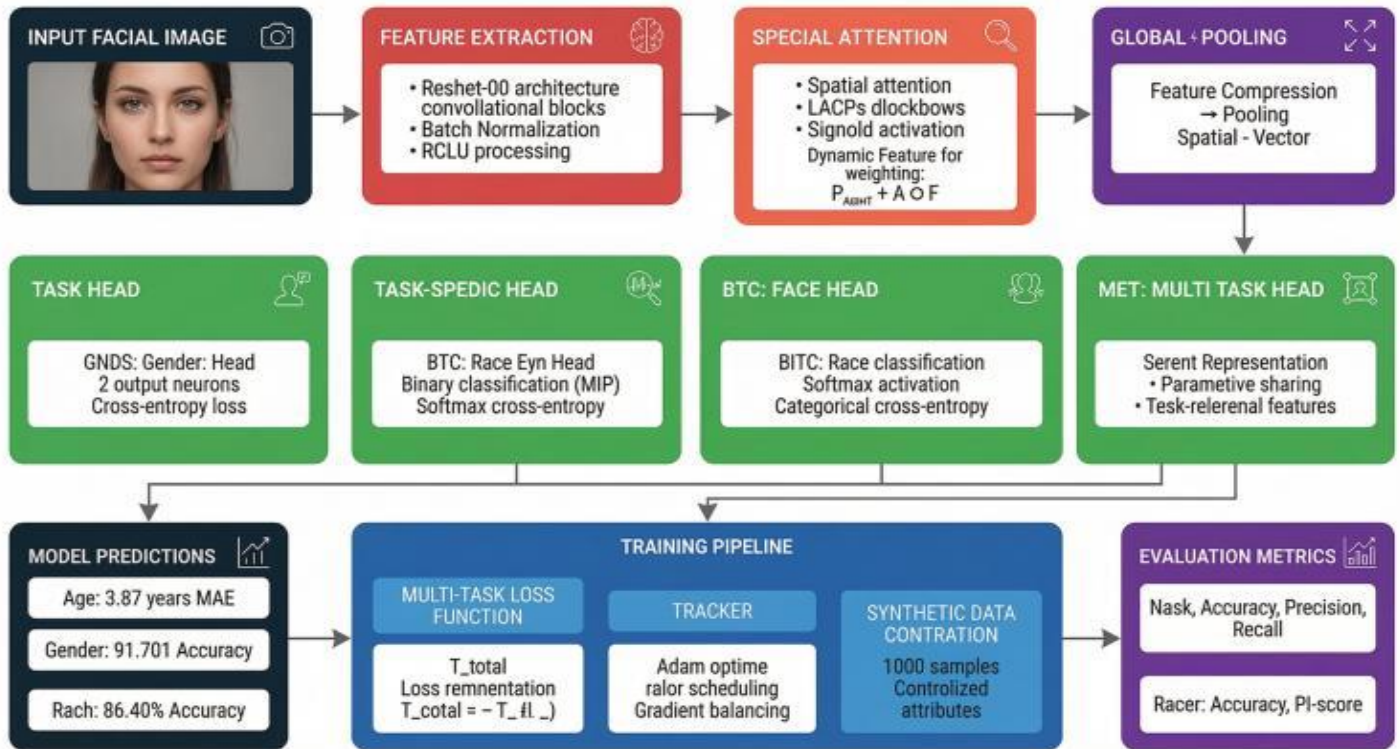 INPUT FACIAL IMAGE
FEATURE EXTRACTION
• Reshet-00 architecture
convollational blocks
• Batch Normalization
• RCLU processing
SPECIAL ATTENTION
• Spatial attention
• LACPs dlockbows
• Signold activation
Dynamic Feature for
weighting:
+ A O F
GLOBAL POOLING
Feature Compression
→ Pooling
Spatial - Vector
TASK HEAD
GNDS: Gender: Head
2 output neurons
Cross-entropy loss
TASK-SPEDIC HEAD
BTC: Race Eyn Head
Binary classification (MIP)
Softmax cross-entropy
BTC: FACE HEAD
BITC: Race classification
Softmax activation
Categorical cross-entropy
MET: MULTI TASK HEAD
Serent Representation
• Parametive sharing
• Tesk-relerenal features
MODEL PREDICTIONS
Age: 3.87 years MAE
Gender: 91.701 Accuracy
Rach: 86.40% Accuracy
TRAINING PIPELINE
MULTI-TASK LOSS
FUNCTION
T_total
Loss remnentation
T_cotal = – T_
TRACKER
Adam optime
ralor scheduling
Gradient balancing
SYNTHETIC DATA
CONTRATION
1000 samples
Controlized
attributes
EVALUATION METRICS
Nask, Accuracy, Precision,
Recall
Racer: Accuracy, PI-score